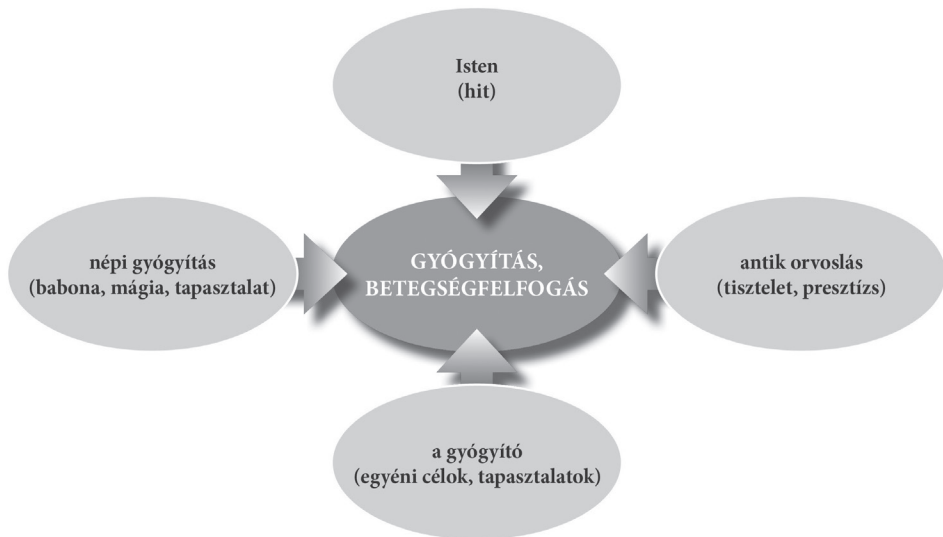 Isten
(hit)
népi gyógyítás
(babona, mágia, tapasztalat)
GYÓGYÍTÁS,
BETEGSÉGFELFOGÁS
antik orvoslás
(tisztelet, presztízs)
a gyógyító
(egyéni célok, tapasztalatok)